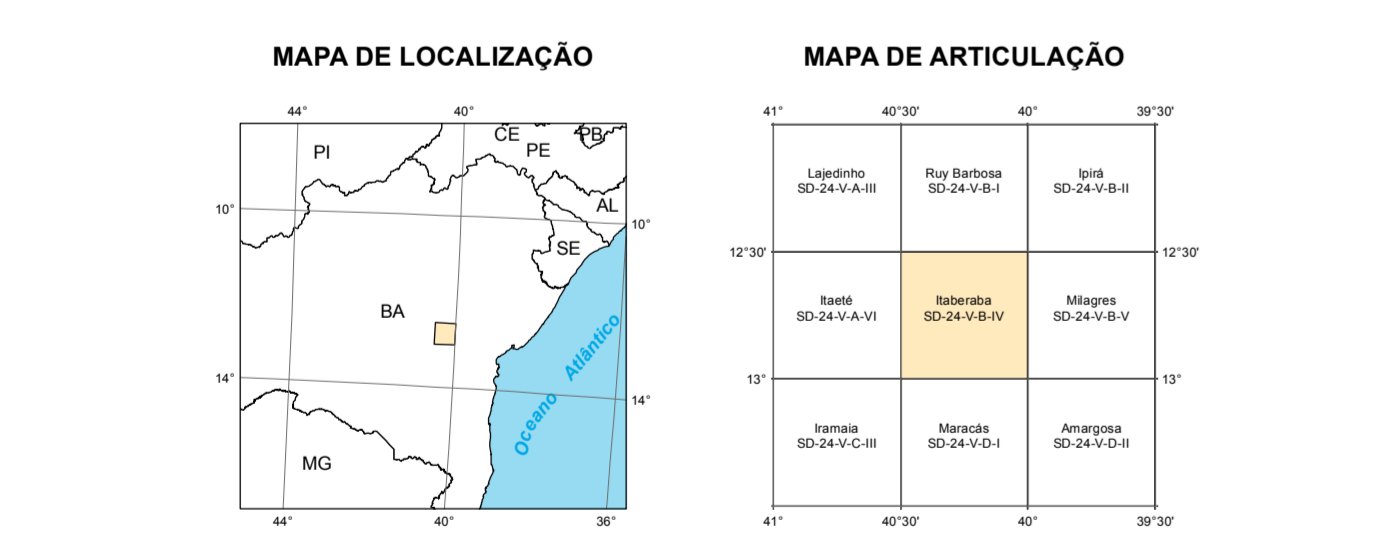 MAPA DE LOCALIZAÇÃO
44°
40°
CE
PB
PE
PI
AL
10°
10°
SE
BA
Oceano Atlântico
14°
14°
MG
44°
40°
36°
MAPA DE ARTICULAÇÃO
41°
40°30'
40°
39°30'
Lajedinho
SD-24-V-A-III
Ruy Barbosa
SD-24-V-B-I
Ipirá
SD-24-V-B-II
12°30'
12°30'
Itaeté
SD-24-V-A-VI
Itaberaba
SD-24-V-B-IV
Milagres
SD-24-V-B-V
13°
13°
Iramaia
SD-24-V-C-III
Maracás
SD-24-V-D-I
Amargosa
SD-24-V-D-II
41°
40°30'
40°
39°30'